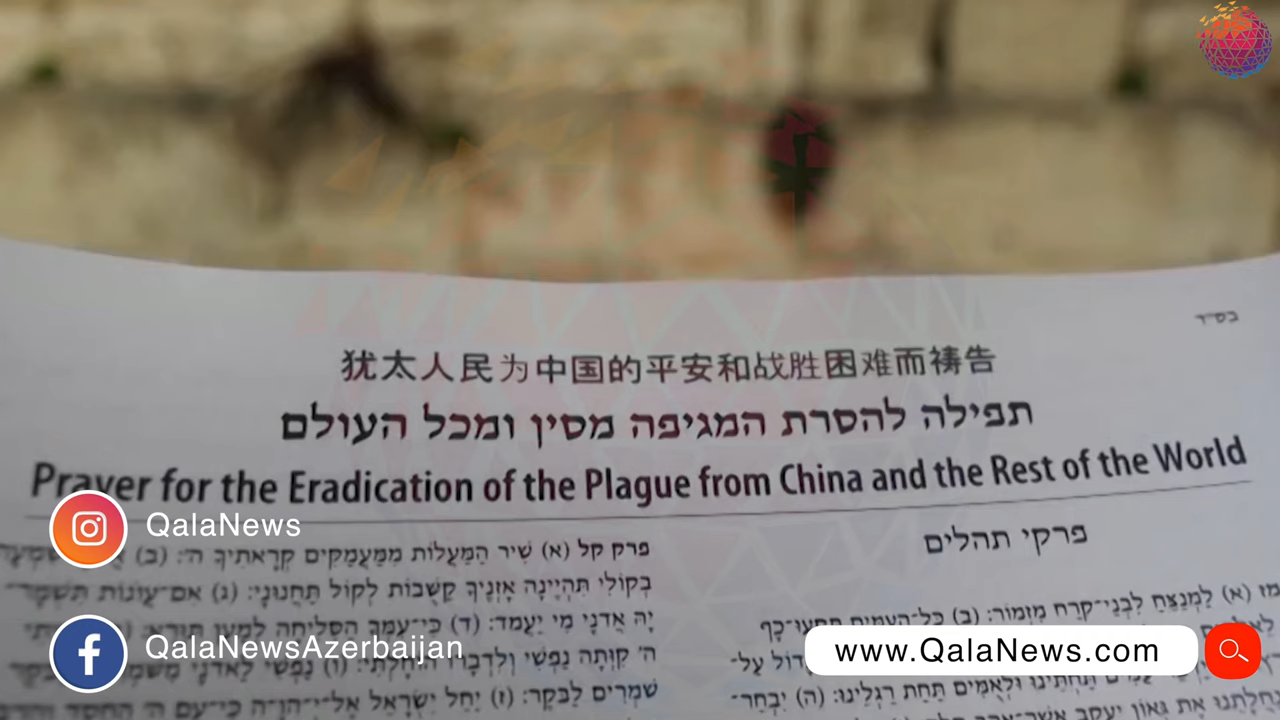 בס״ד
犹太人民为中国的平安和战胜困难而祷告
תפילה להסרת המגיפה מסין ומכל העולם
Prayer for the Eradication of the Plague from China and the Rest of the World
פרקי תהלים
מז (א) לַמְנַצֵּחַ לִבְנֵי־קֹרַח מִזְמוֹר: (ב) כָּל־הָעַמִּים תִּקְעוּ־כָף
תַּחְתֵּינוּ וּלְאֻמִּים תַּחַת רַגְלֵינוּ: (ה) יִבְחַר־
אֶת גְּאוֹן יַעֲקֹב אֲשֶׁר־אָהֵב
פרק קל (א) שִׁיר הַמַּעֲלוֹת מִמַּעֲמַקִּים קְרָאתִיךָ ה׳: (ב)
בְקוֹלִי תִּהְיֶינָה אָזְנֶיךָ קַשֻּׁבוֹת לְקוֹל תַּחֲנוּנָי: (ג) אִם־עֲוֹנוֹת תִּשְׁמָר־
יָהּ אֲדֹנָי מִי יַעֲמֹד: (ד) כִּי־עִמְּךָ הַסְּלִיחָה לְמַעַן תִּוָּרֵא:
ה׳ קִוְּתָה נַפְשִׁי וְלִדְבָרוֹ הוֹחָלְתִּי: (ו) נַפְשִׁי לַאדֹנָי מִשֹּׁמְרִים לַבֹּקֶר
שֹׁמְרִים לַבֹּקֶר: (ז) יַחֵל יִשְׂרָאֵל אֶל־ה׳ כִּי־עִם ה׳ הַחֶסֶד
QalaNews
QalaNewsAzerbaijan
www.QalaNews.com